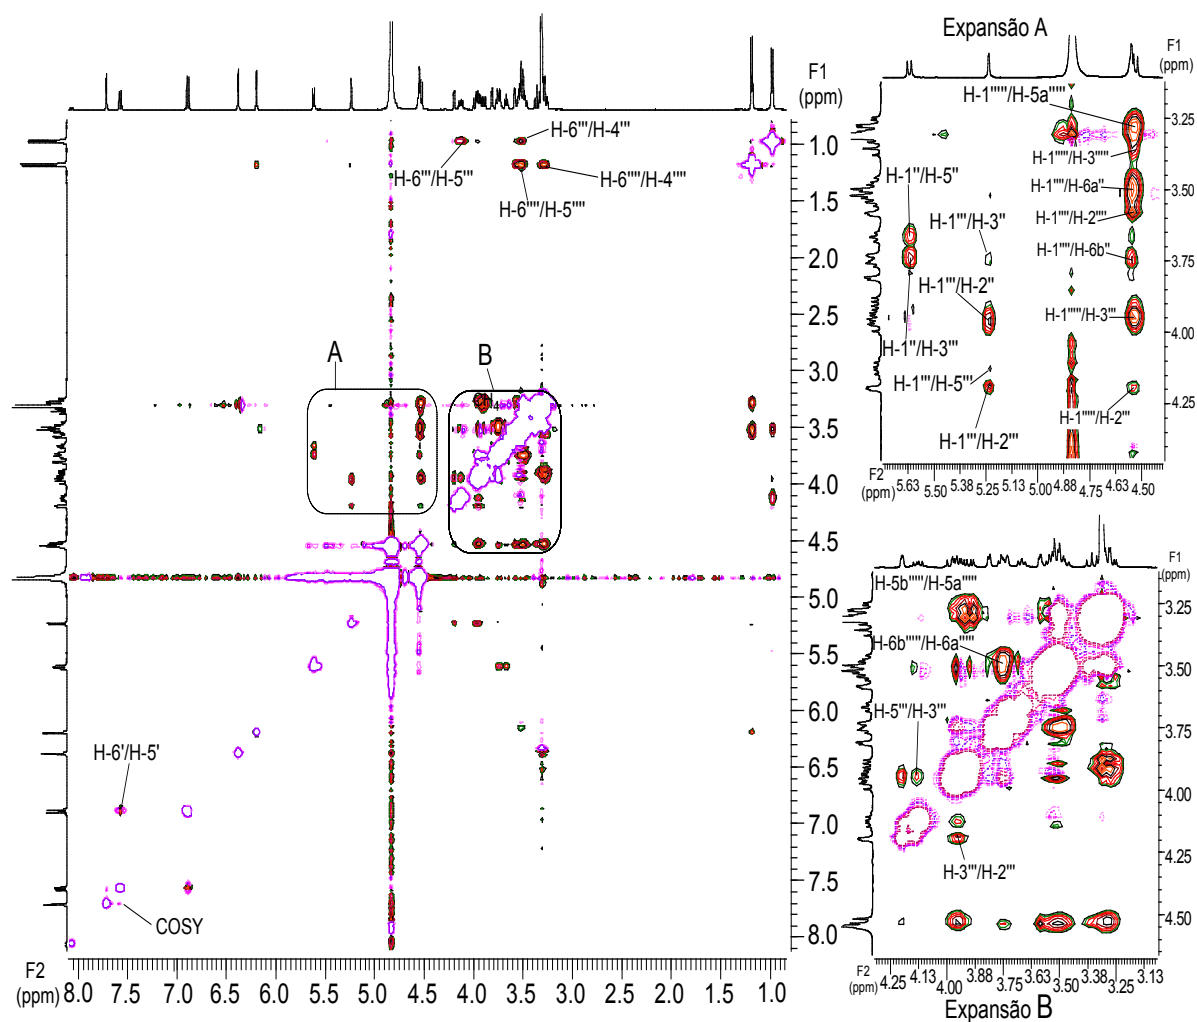 Expansão A
F1
(ppm)
H-6'''/H-4'''
H-6'''/H-5'''
H-6''''/H-4''''
H-6''''/H-5''''
1.0
1.5
2.0
2.5
3.0
3.5
4.0
4.5
5.0
5.5
6.0
6.5
7.0
7.5
8.0
A
B
H-6'/H-5'
COSY
F2
(ppm)
8.0 7.5 7.0 6.5 6.0 5.5 5.0 4.5 4.0 3.5 3.0 2.5 2.0 1.5 1.0
F1
(ppm)
H-1'''''/H-5a'''''
H-1'''''/H-3'''''
H-1''/H-5''
H-1''''/H-6a''
H-1'''/H-3''
H-1''''/H-2''''
H-1''''/H-6b''
H-1'''/H-2''
H-1'''''/H-3'''
H-1''/H-3''
H-1'''/H-5'''
H-1'''/H-2'''
H-1'''''/H-2'''
3.25
3.50
3.75
4.00
4.25
F2
(ppm)
5.63 5.50 5.38 5.25 5.13 5.00 4.88 4.75 4.63 4.50
F1
(ppm)
H-5b'''''/H-5a'''''
H-6b'''''/H-6a'''''
H-5'''/H-3'''
H-3'''/H-2'''
3.25
3.50
3.75
4.00
4.25
4.50
F2
(ppm)
4.25 4.13 4.00 3.88 3.75 3.63 3.50 3.38 3.25 3.13
Expansão B